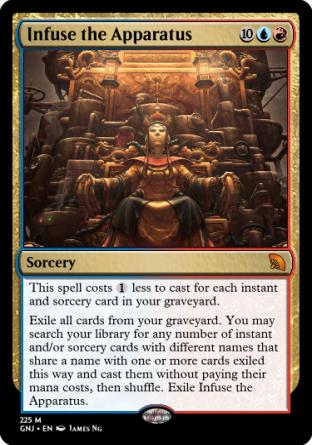 Infuse the Apparatus 10
Sorcery
This spell costs 1 less to cast for each instant
and sorcery card in your graveyard.
Exile all cards from your graveyard. You may
search your library for any number of instant
and/or sorcery cards with different names that
share a name with one or more cards exiled
this way and cast them without paying their
mana costs, then shuffle. Exile Infuse the
Apparatus.
225 M
GNJ • EN James Ng